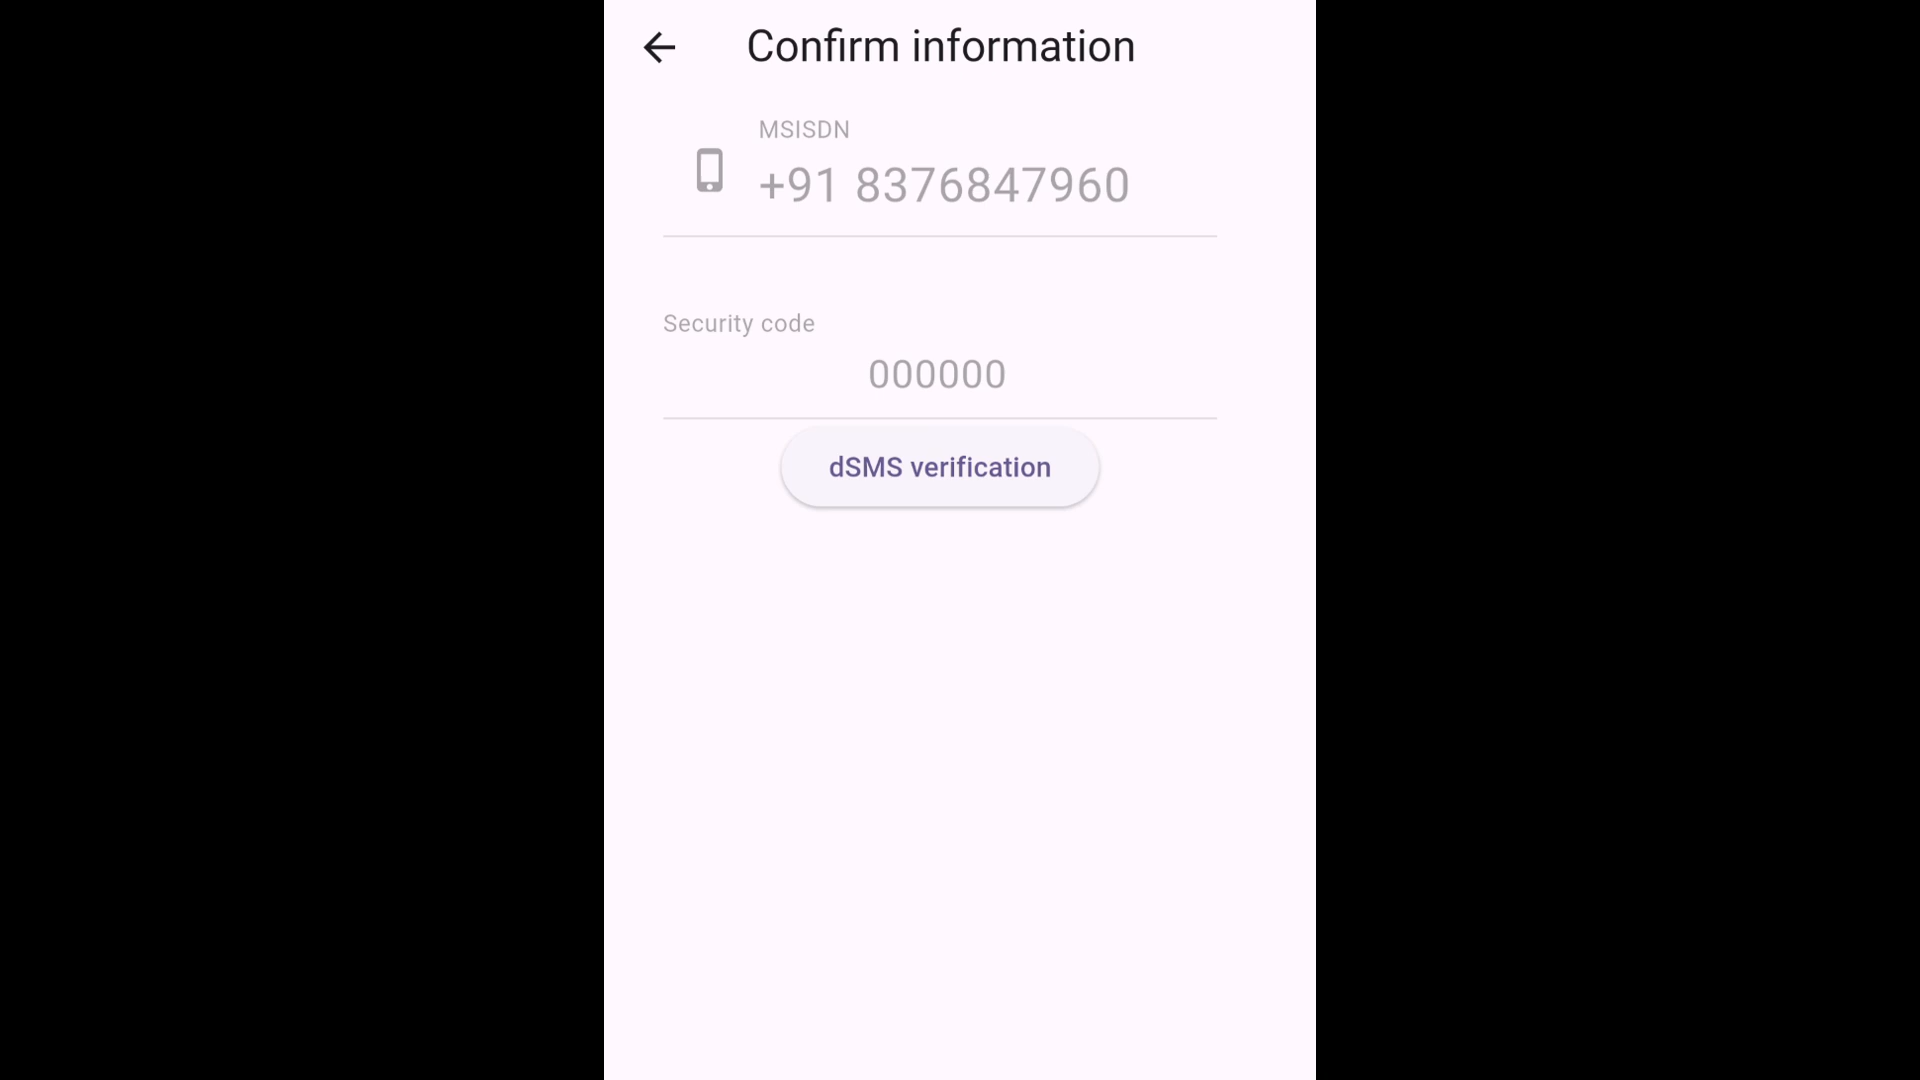 Confirm information
MSISDN
+91 8376847960
Security code
000000
dSMS verification